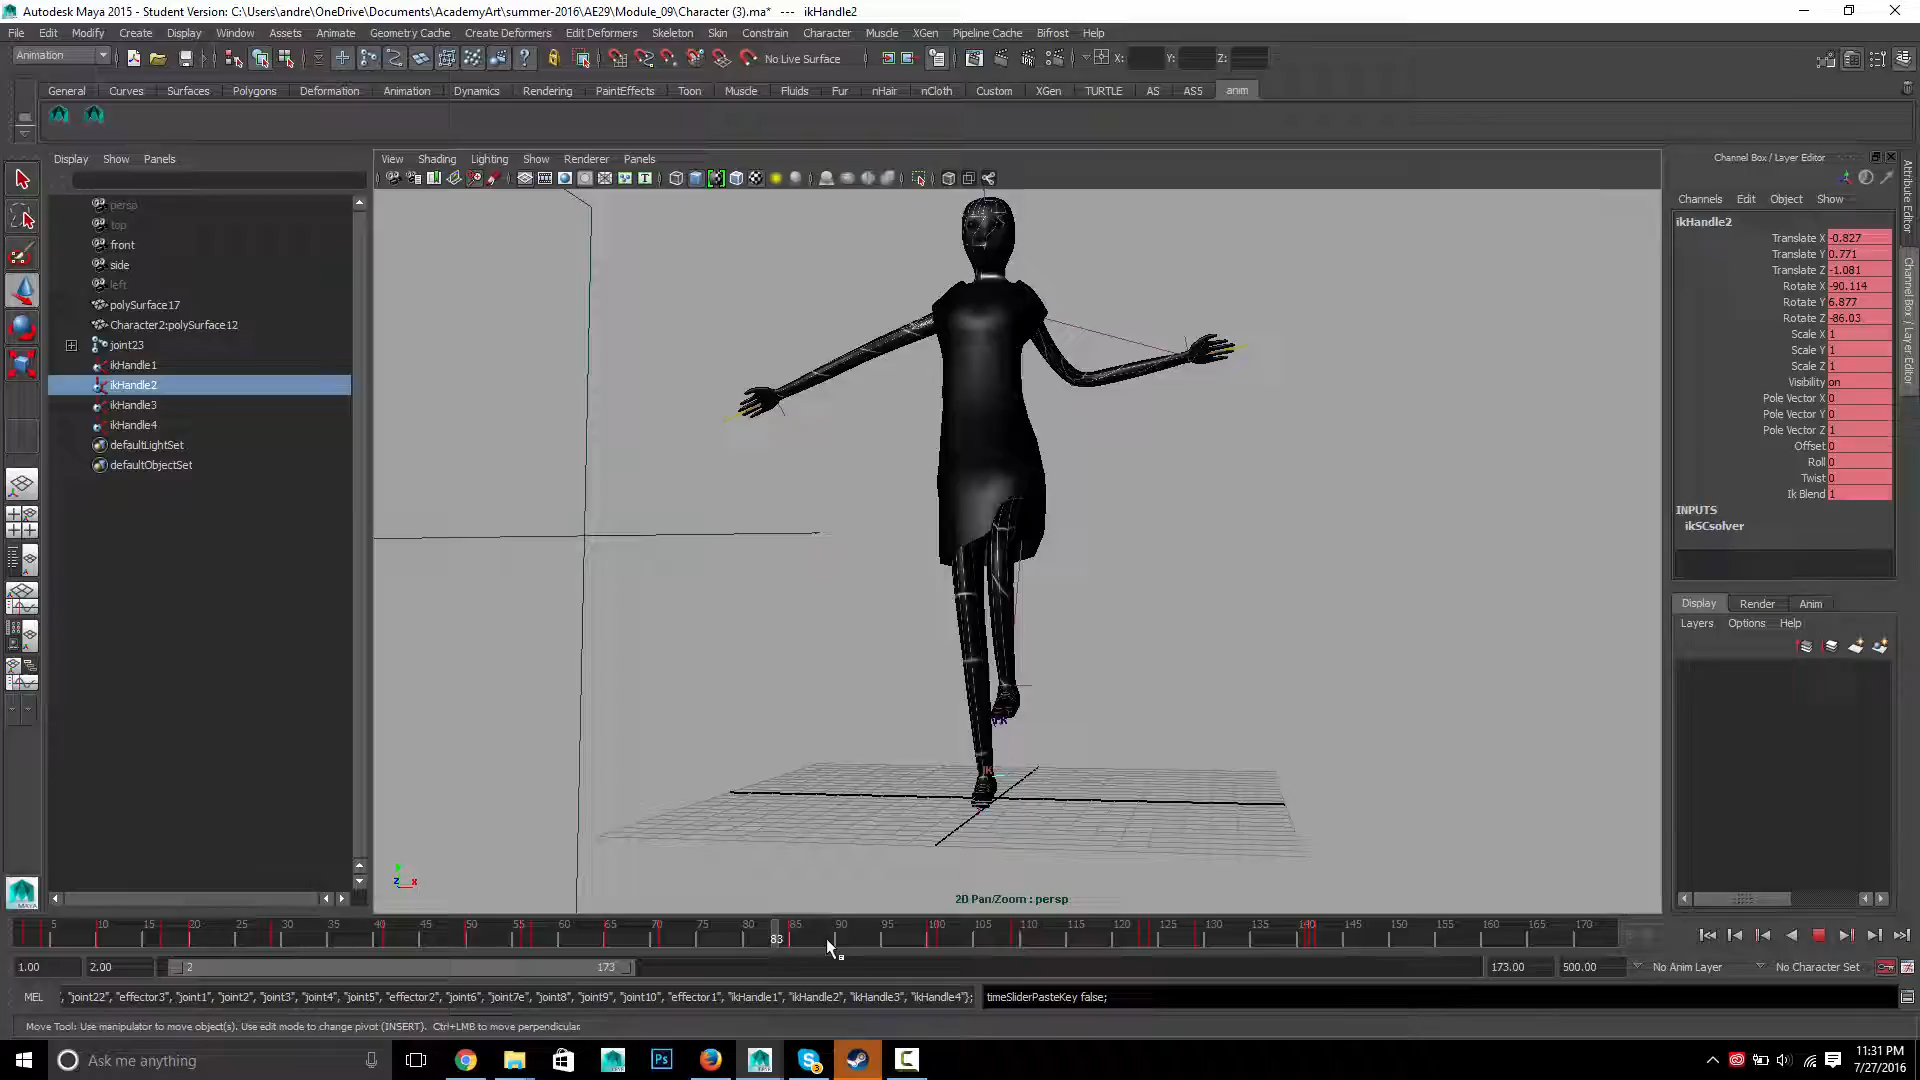 Autodesk Maya 2015 - Student Version: C:\Users\andre\OneDrive\Documents\AcademyArt\summer-2016\AE29\Module_09\Character (3).ma* --- ikHandle2
File Edit Modify Create Display Window Assets Animate Geometry Cache Create Deformers Edit Deformers Skeleton Skin Constrain Character Muscle XGen Pipeline Cache Bifrost Help
Animation No Live Surface X: Y: Z:
General Curves Surfaces Polygons Deformation Animation Dynamics Rendering PaintEffects Toon Muscle Fluids Fur nHair nCloth Custom XGen TURTLE AS ASS anim
Display Show Panels
View Shading Lighting Show Renderer Panels
Channel Box / Layer Editor
Channels Edit Object Show
persp
top
front
side
left
polySurface17
Character2:polySurface12
joint23
ikHandle1
ikHandle2
ikHandle3
ikHandle4
defaultLightSet
defaultObjectSet
IK
2D Pan/Zoom : persp
ikHandle2
Translate X -0.827
Translate Y 0.771
Translate Z -1.081
Rotate X -90.114
Rotate Y 6.877
Rotate Z -86.03
Scale X 1
Scale Y 1
Scale Z 1
Visibility on
Pole Vector X 0
Pole Vector Y 0
Pole Vector Z 1
Offset 0
Roll 0
Twist 0
Ik Blend 1
INPUTS
ikSCsolver
Display Render Anim
Layers Options Help
Attribute Editor
Channel Box / Layer Editor
5 10 15 20 25 30 35 40 45 50 55 60 65 70 75 80 85 90 95 100 105 110 115 120 125 130 135 140 145 150 155 160 165 170
83
1.00 2.00 2 173 173.00 500.00 No Anim Layer No Character Set
MEL , "joint22", "effector3", "joint1", "joint2", "joint3", "joint4", "joint5", "effector2", "joint6", "joint7e", "joint8", "joint9", "joint10", "effector1", "ikHandle1", "ikHandle2", "ikHandle3", "ikHandle4"}; timeSliderPasteKey false;
Move Tool: Use manipulator to move object(s). Use edit mode to change pivot (INSERT). Ctrl+LMB to move perpendicular.
Ask me anything
11:31 PM
7/27/2016